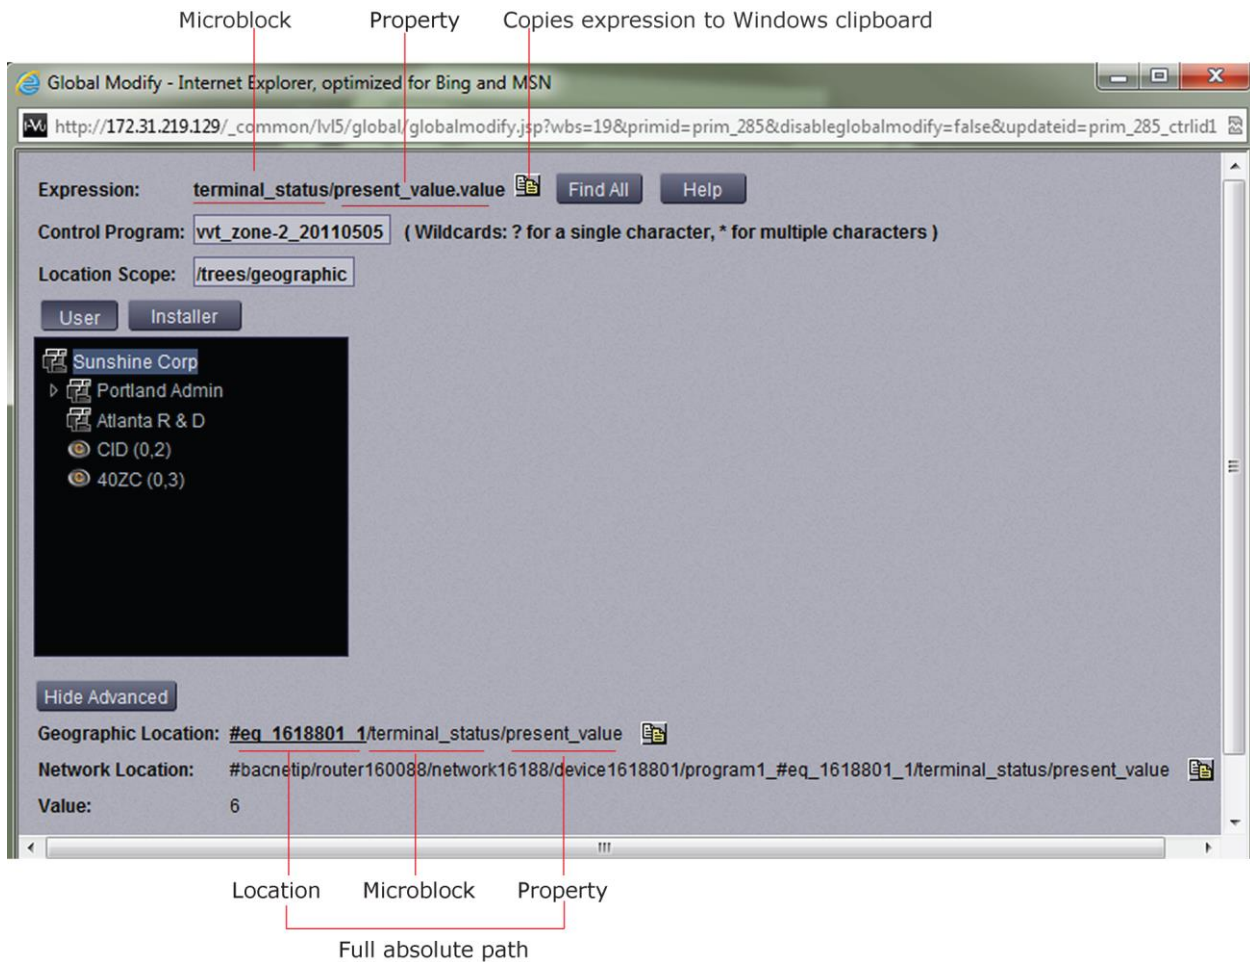 Microblock Property Copies expression to Windows clipboard
Global Modify - Internet Explorer, optimized for Bing and MSN
i-Vu http://172.31.219.129/_common/lvl5/global/globalmodify.jsp?wbs=19&primid=prim_285&disableglobalmodify=false&updateid=prim_285_ctrlid1
Expression: terminal_status/present_value.value Find All Help
Control Program: vvt_zone-2_20110505 ( Wildcards: ? for a single character, * for multiple characters )
Location Scope: /trees/geographic
User Installer
Sunshine Corp
Portland Admin
Atlanta R & D
CID (0,2)
40ZC (0,3)
Hide Advanced
Geographic Location: #eq_1618801_1/terminal_status/present_value
Network Location: #bacnetip/router160088/network16188/device1618801/program1_#eq_1618801_1/terminal_status/present_value
Value: 6
Location Microblock Property
Full absolute path